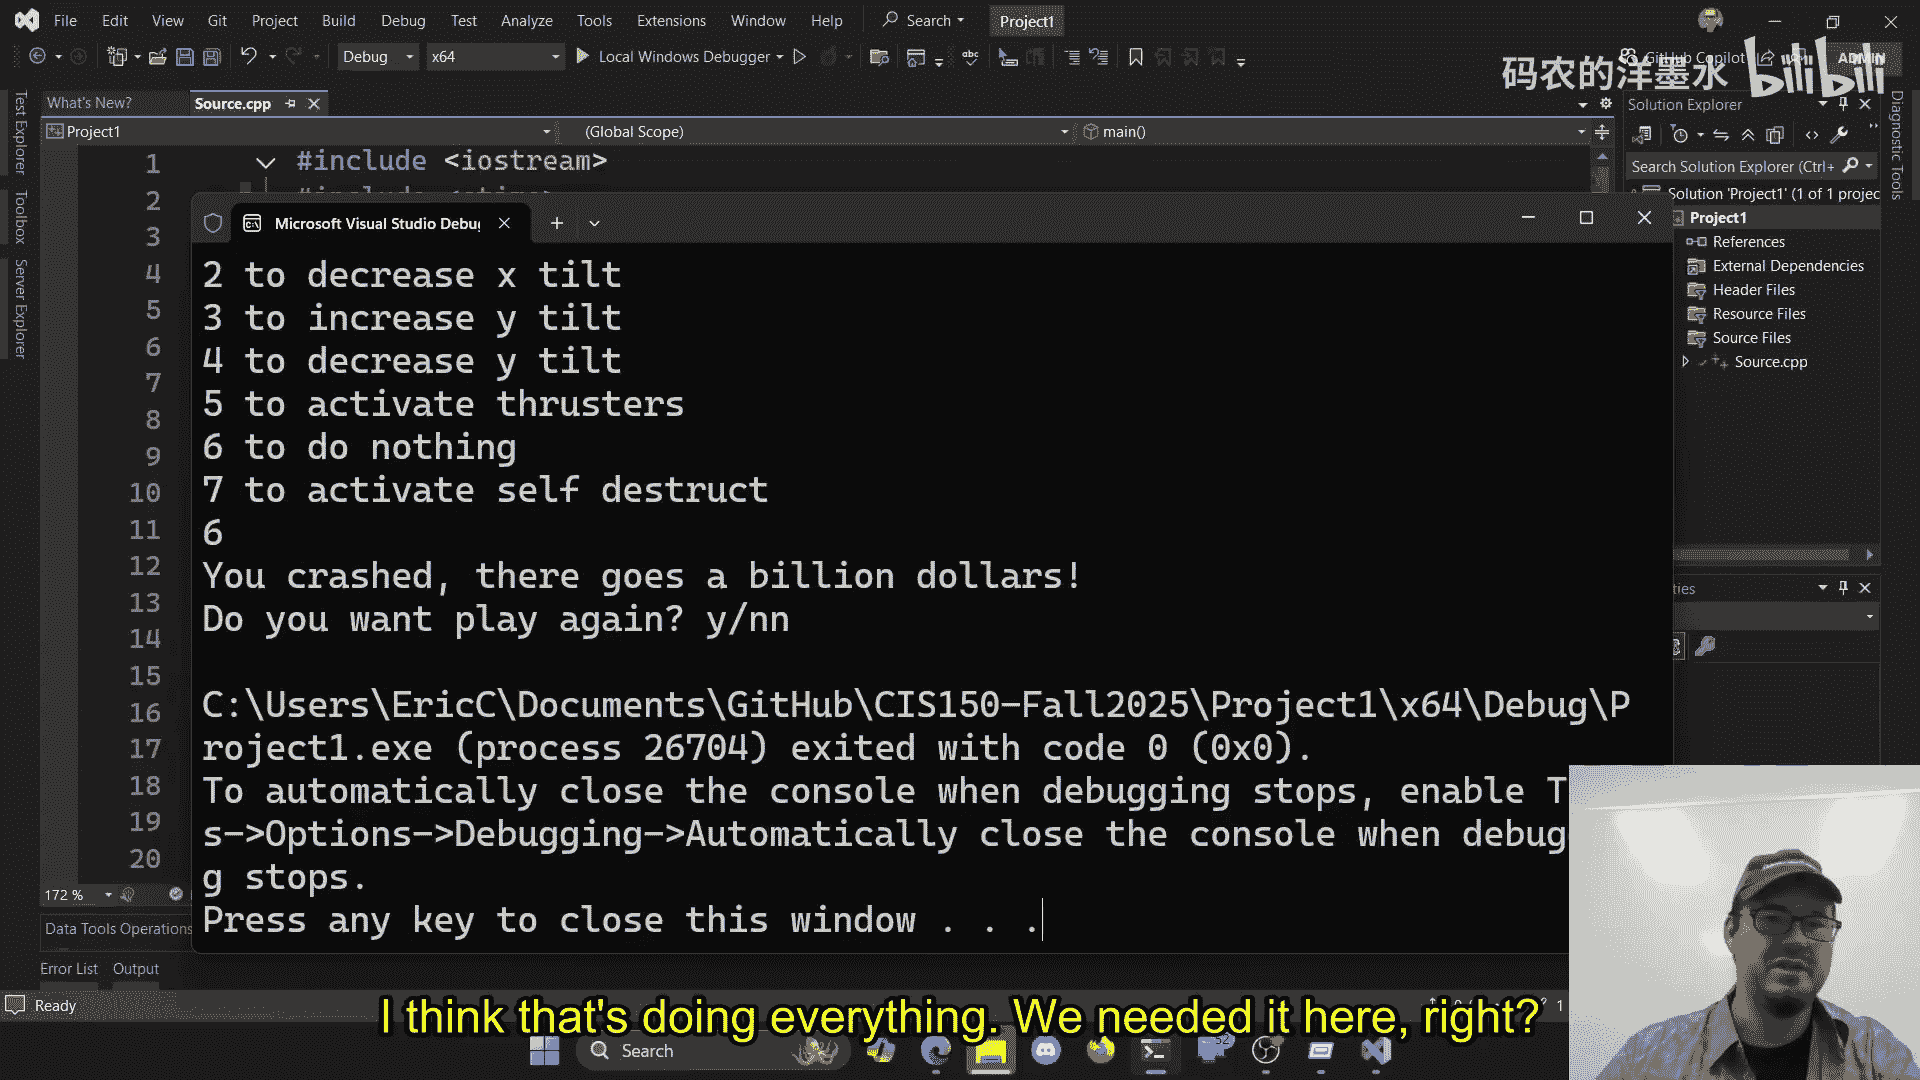 File Edit View Git Project Build Debug Test Analyze Tools Extensions Window Help Search Project1
Debug x64 Local Windows Debugger GitHub Copilot ADMIN
码农的洋墨水 bilibili
What's New? Source.cpp
Project1 (Global Scope) main()
Test Explorer
Toolbox
Server Explorer
1 #include <iostream>
2
3
4
5
6
7
8
9
10
11
12
13
14
15
16
17
18
19
20
Microsoft Visual Studio Debu
2 to decrease x tilt
3 to increase y tilt
4 to decrease y tilt
5 to activate thrusters
6 to do nothing
7 to activate self destruct
6
You crashed, there goes a billion dollars!
Do you want play again? y/nn
C:\Users\EricC\Documents\GitHub\CIS150-Fall2025\Project1\x64\Debug\P
roject1.exe (process 26704) exited with code 0 (0x0).
To automatically close the console when debugging stops, enable T
s->Options->Debugging->Automatically close the console when debug
g stops.
Press any key to close this window . . .
Solution Explorer
Search Solution Explorer (Ctrl+
Solution 'Project1' (1 of 1 projec
Project1
References
External Dependencies
Header Files
Resource Files
Source Files
Source.cpp
Diagnostic Tools
ties
172 %
Data Tools Operations
Error List Output
Ready
I think that's doing everything. We needed it here, right?
Search